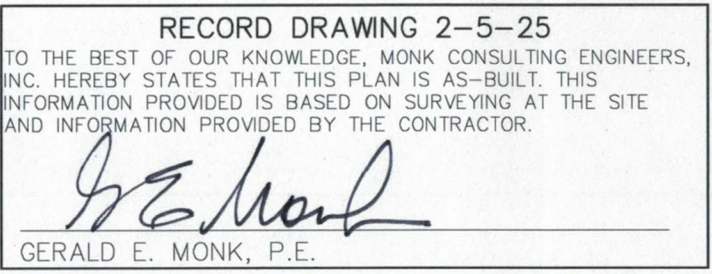 RECORD DRAWING 2-5-25
TO THE BEST OF OUR KNOWLEDGE, MONK CONSULTING ENGINEERS,
INC. HEREBY STATES THAT THIS PLAN IS AS-BUILT. THIS
INFORMATION PROVIDED IS BASED ON SURVEYING AT THE SITE
AND INFORMATION PROVIDED BY THE CONTRACTOR.
G E Monk
GERALD E. MONK, P.E.